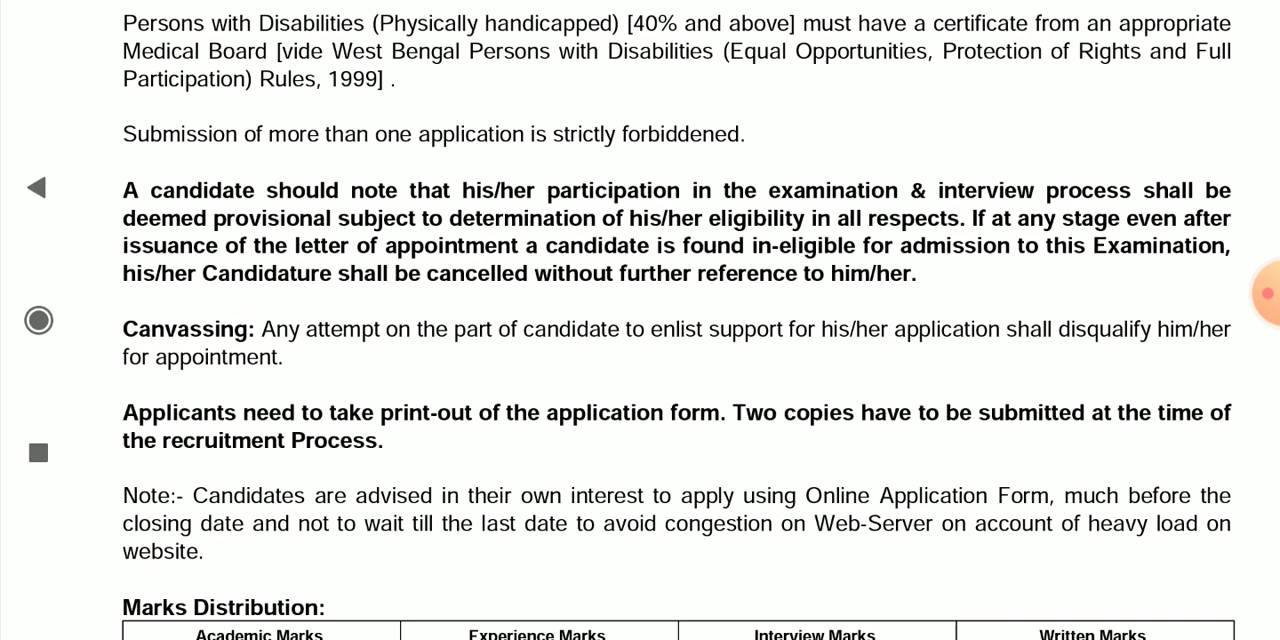 Persons with Disabilities (Physically handicapped) [40% and above] must have a certificate from an appropriate
Medical Board [vide West Bengal Persons with Disabilities (Equal Opportunities, Protection of Rights and Full
Participation) Rules, 1999] .
Submission of more than one application is strictly forbiddened.
A candidate should note that his/her participation in the examination & interview process shall be
deemed provisional subject to determination of his/her eligibility in all respects. If at any stage even after
issuance of the letter of appointment a candidate is found in-eligible for admission to this Examination,
his/her Candidature shall be cancelled without further reference to him/her.
Canvassing: Any attempt on the part of candidate to enlist support for his/her application shall disqualify him/her
for appointment.
Applicants need to take print-out of the application form. Two copies have to be submitted at the time of
the recruitment Process.
Note:- Candidates are advised in their own interest to apply using Online Application Form, much before the
closing date and not to wait till the last date to avoid congestion on Web-Server on account of heavy load on
website.
Marks Distribution:
Academic Marks Experience Marks Interview Marks Written Marks